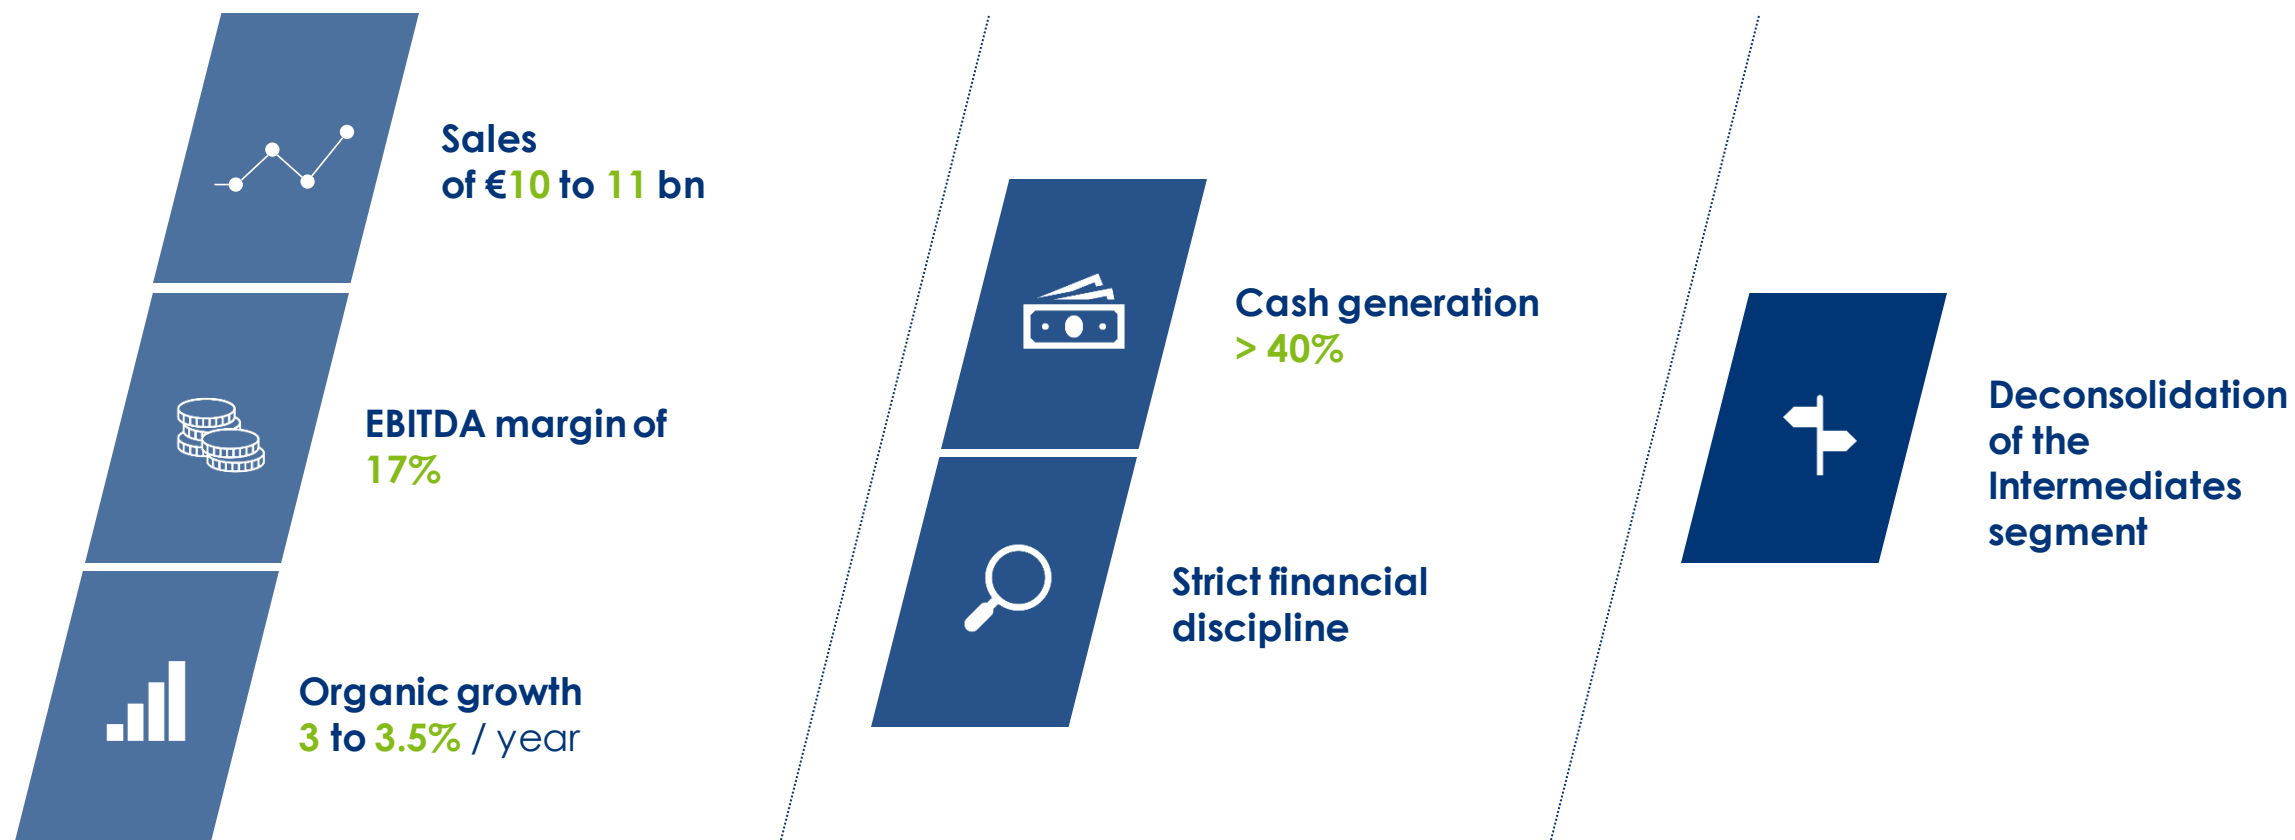 Sales
of €10 to 11 bn
EBITDA margin of
17%
Organic growth
3 to 3.5% / year
Cash generation
> 40%
Strict financial
discipline
Deconsolidation
of the
Intermediates
segment